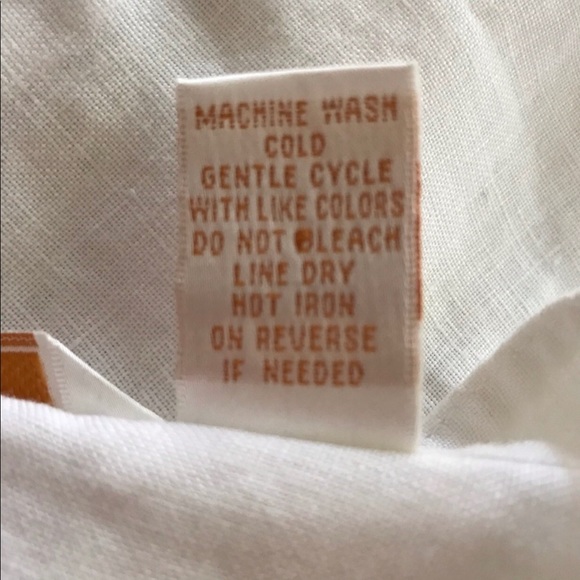 MACHINE WASH
COLD
GENTLE CYCLE
WITH LIKE COLORS
DO NOT BLEACH
LINE DRY
HOT IRON
ON REVERSE
IF NEEDED